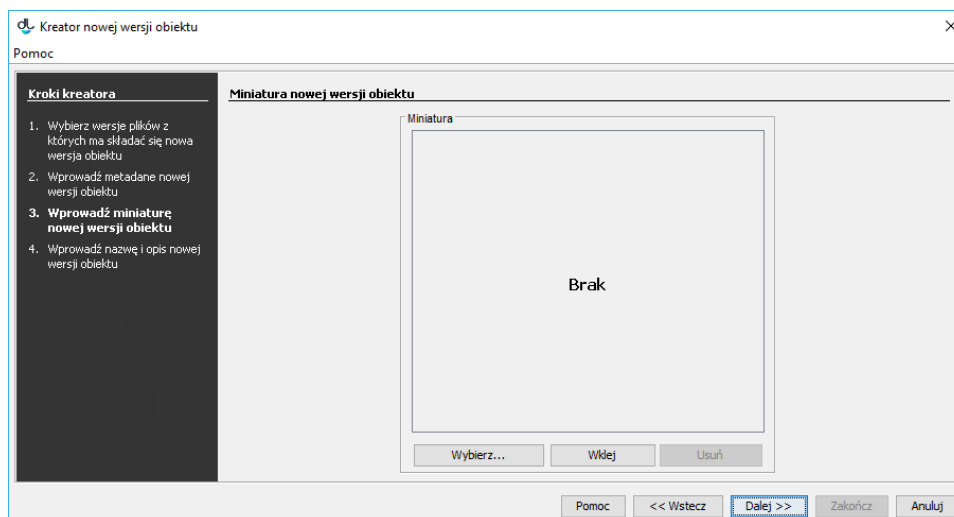 Kreator nowej wersji obiektu
Pomoc
Kroki kreatora
1. Wybierz wersje plików z
których ma składać się nowa
wersja obiektu
2. Wprowadź metadane nowej
wersji obiektu
3. Wprowadź miniaturę
nowej wersji obiektu
4. Wprowadź nazwę i opis nowej
wersji obiektu
Miniatura nowej wersji obiektu
Miniatura
Brak
Wybierz... Wklej Usuń
Pomoc << Wstecz Dalej >> Zakończ Anuluj